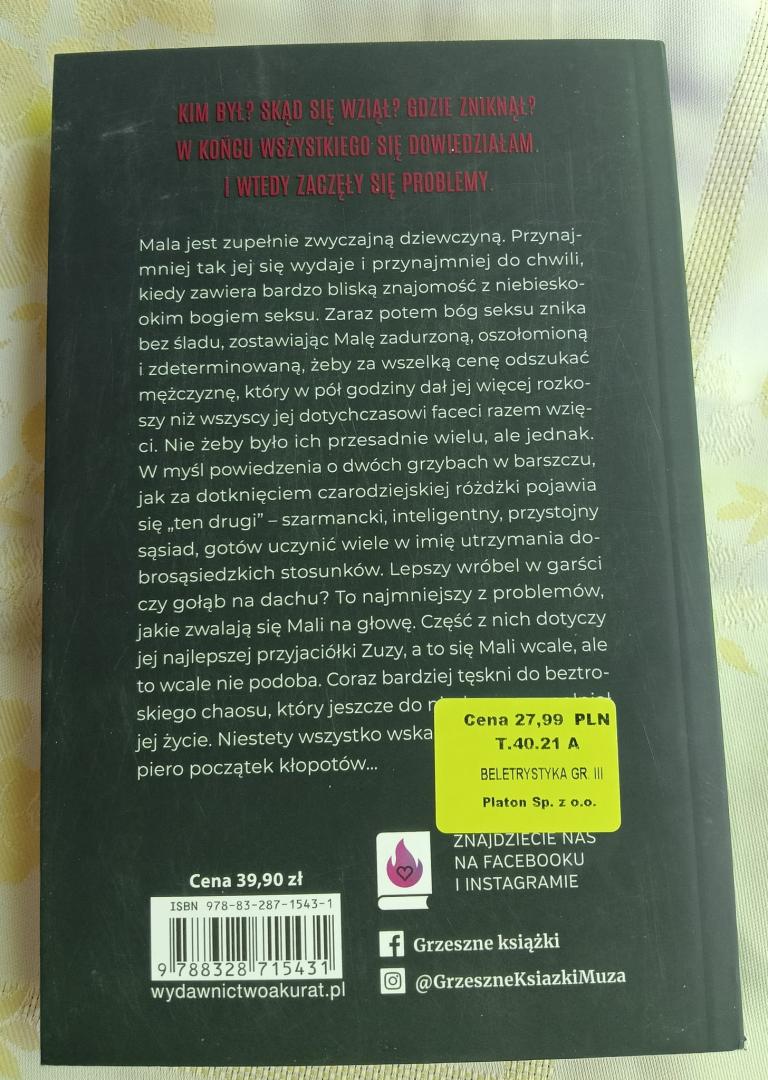 KIM BYŁ? SKĄD SIĘ WZIĄŁ? GDZIE ZNIKNĄŁ?
W KOŃCU WSZYSTKIEGO SIĘ DOWIEDZIAŁAM.
I WTEDY ZACZĘŁY SIĘ PROBLEMY.
Mala jest zupełnie zwyczajną dziewczyną. Przynaj-
mniej tak jej się wydaje i przynajmniej do chwili,
kiedy zawiera bardzo bliską znajomość z niebiesko-
okim bogiem seksu. Zaraz potem bóg seksu znika
bez śladu, zostawiając Malę zadurzoną, oszołomioną
i zdeterminowaną, żeby za wszelką cenę odszukać
mężczyznę, który w pół godziny dał jej więcej rozko-
szy niż wszyscy jej dotychczasowi faceci razem wzię-
ci. Nie żeby było ich przesadnie wielu, ale jednak.
W myśl powiedzenia o dwóch grzybach w barszczu,
jak za dotknięciem czarodziejskiej różdżki pojawia
się „ten drugi” – szarmancki, inteligentny, przystojny
sąsiad, gotów uczynić wiele w imię utrzymania do-
brosąsiedzkich stosunków. Lepszy wróbel w garści
czy gołąb na dachu? To najmniejszy z problemów,
jakie zwalają się Mali na głowę. Część z nich dotyczy
jej najlepszej przyjaciółki Zuzy, a to się Mali wcale, ale
to wcale nie podoba. Coraz bardziej tęskni do beztro-
skiego chaosu, który jeszcze do
jej życie. Niestety wszystko
piero początek kłopotów...
Cena 27,99 PLN
T.40.21 A
BELETRYSTYKA GR. III
Platon Sp. z o.o.
ZNAJDZIECIE NAS
NA FACEBOOKU
I INSTAGRAMIE
Cena 39,90 zł
ISBN 978-83-287-1543-1
9 788328 715431
wydawnictwoakurat.pl
Grzeszne książki
@GrzeszneKsiazkiMuza